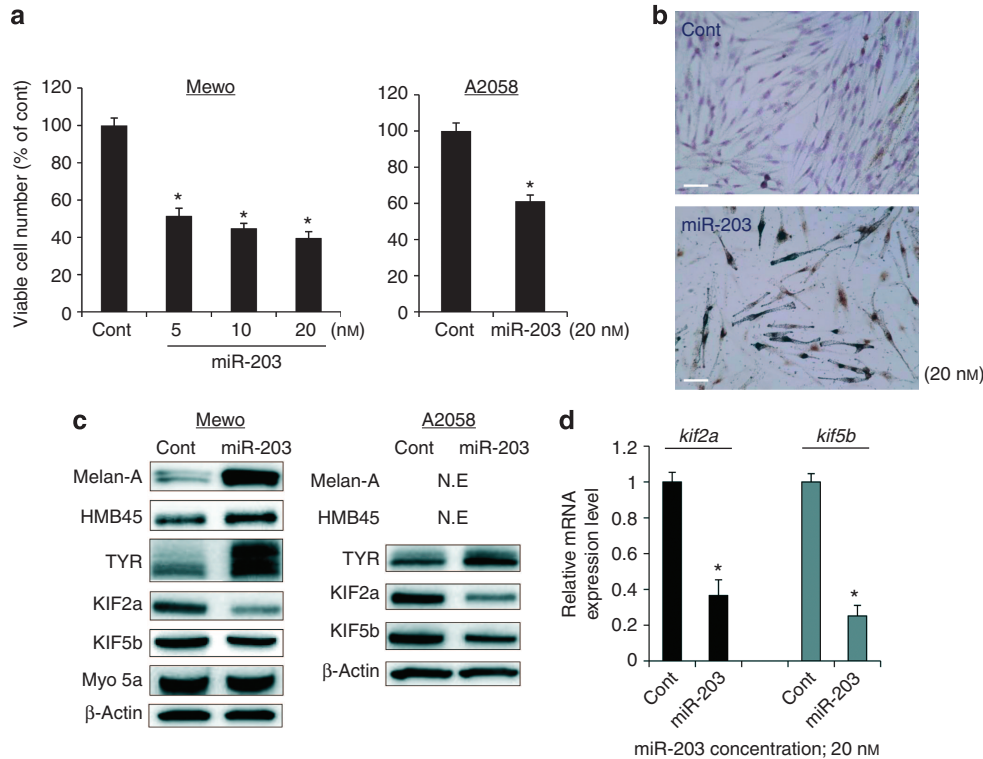 a
Mewo
Viable cell number (% of cont)
120
100
80
60
40
20
0
*
*
*
Cont
5
10
20
(nM)
miR-203
A2058
120
100
80
60
40
20
0
*
Cont
miR-203
(20 nM)
b
Cont
miR-203
(20 nM)
c
Mewo
Cont
miR-203
Melan-A
HMB45
TYR
KIF2a
KIF5b
Myo 5a
β-Actin
A2058
Cont
miR-203
Melan-A
N.E
HMB45
N.E
TYR
KIF2a
KIF5b
β-Actin
d
kif2a
kif5b
Relative mRNA
expression level
1.2
1
0.8
0.6
0.4
0.2
0
*
*
Cont
miR-203
Cont
miR-203
miR-203 concentration; 20 nM